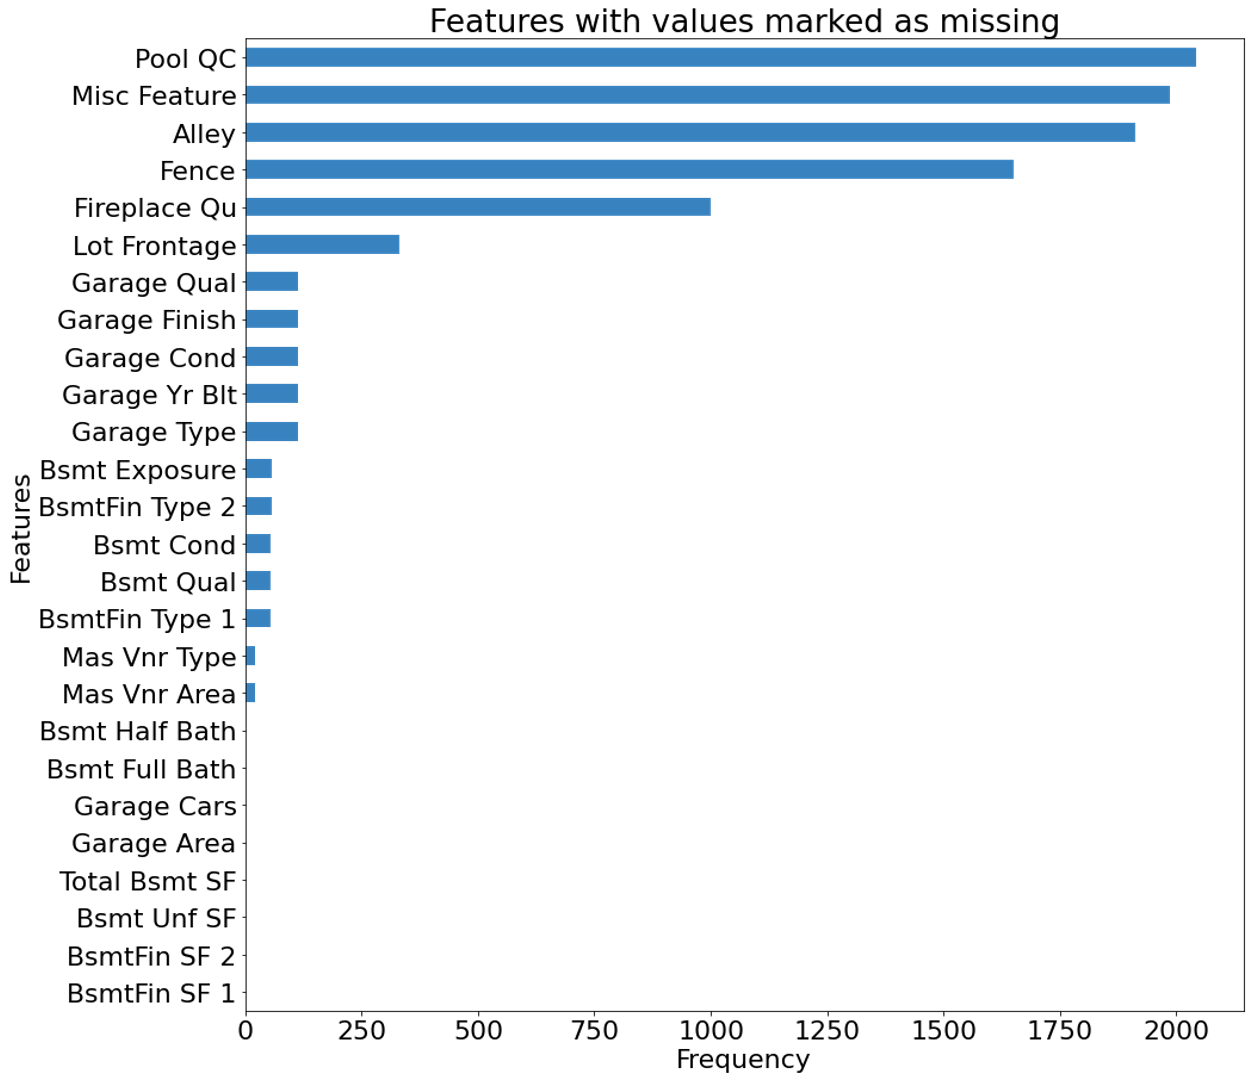 Features with values marked as missing
Pool QC
Misc Feature
Alley
Fence
Fireplace Qu
Lot Frontage
Garage Qual
Garage Finish
Garage Cond
Garage Yr Blt
Garage Type
Bsmt Exposure
BsmtFin Type 2
Bsmt Cond
Bsmt Qual
BsmtFin Type 1
Mas Vnr Type
Mas Vnr Area
Bsmt Half Bath
Bsmt Full Bath
Garage Cars
Garage Area
Total Bsmt SF
Bsmt Unf SF
BsmtFin SF 2
BsmtFin SF 1
Features
0 250 500 750 1000 1250 1500 1750 2000
Frequency